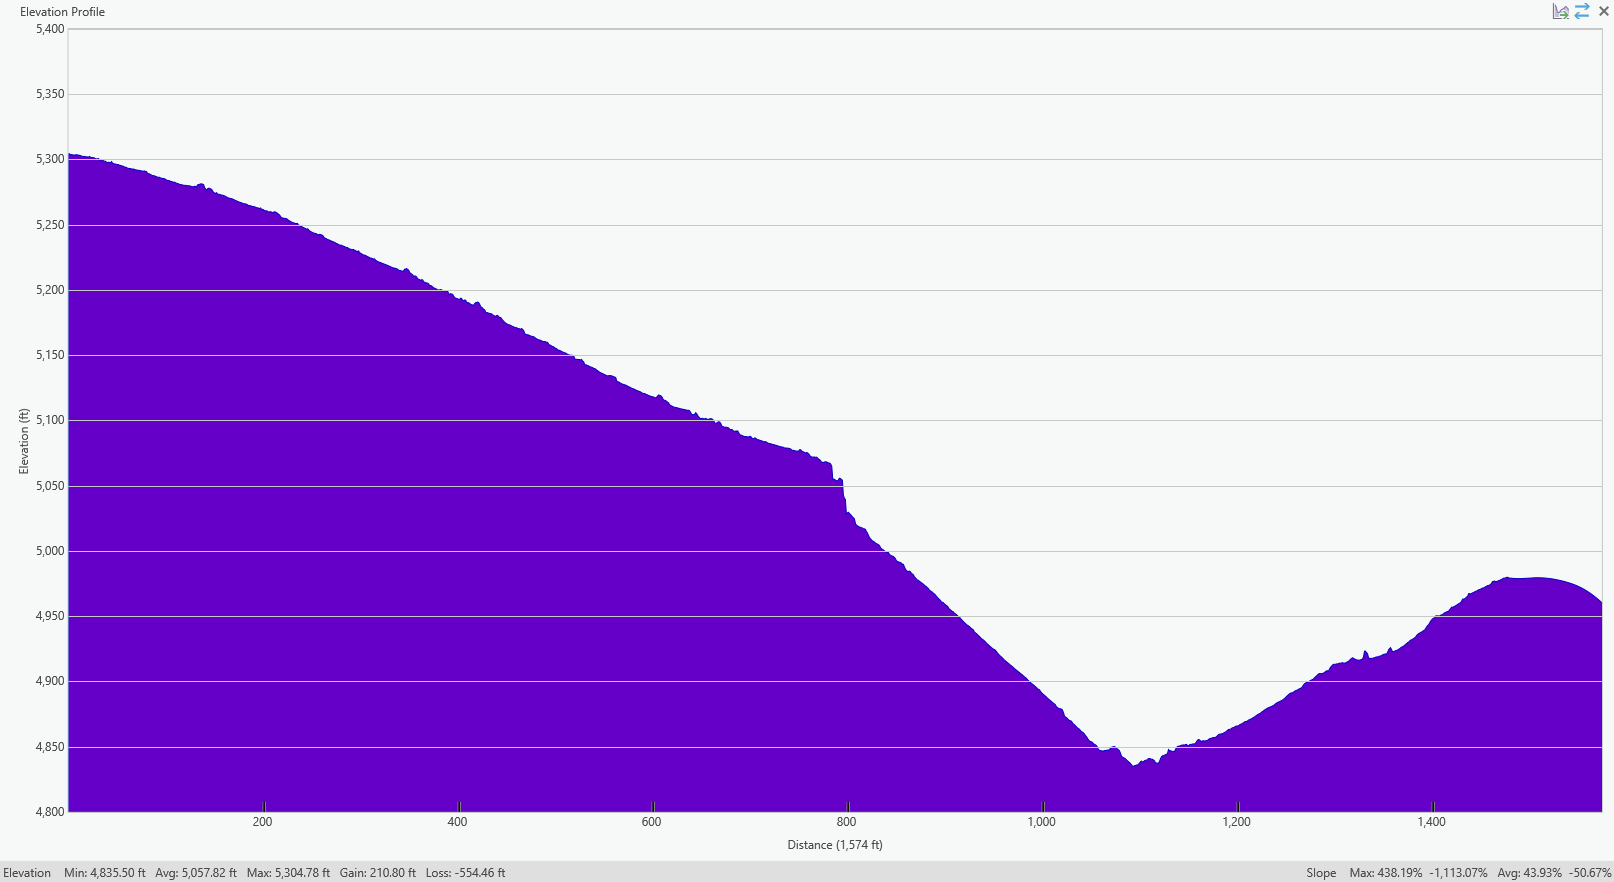 Elevation Profile
5,400
5,350
5,300
5,250
5,200
5,150
5,100
5,050
5,000
4,950
4,900
4,850
4,800
Elevation (ft)
200 400 600 800 1,000 1,200 1,400
Distance (1,574 ft)
Elevation Min: 4,835.50 ft Avg: 5,057.82 ft Max: 5,304.78 ft Gain: 210.80 ft Loss: -554.46 ft Slope Max: 438.19% -1,113.07% Avg: 43.93% -50.67%